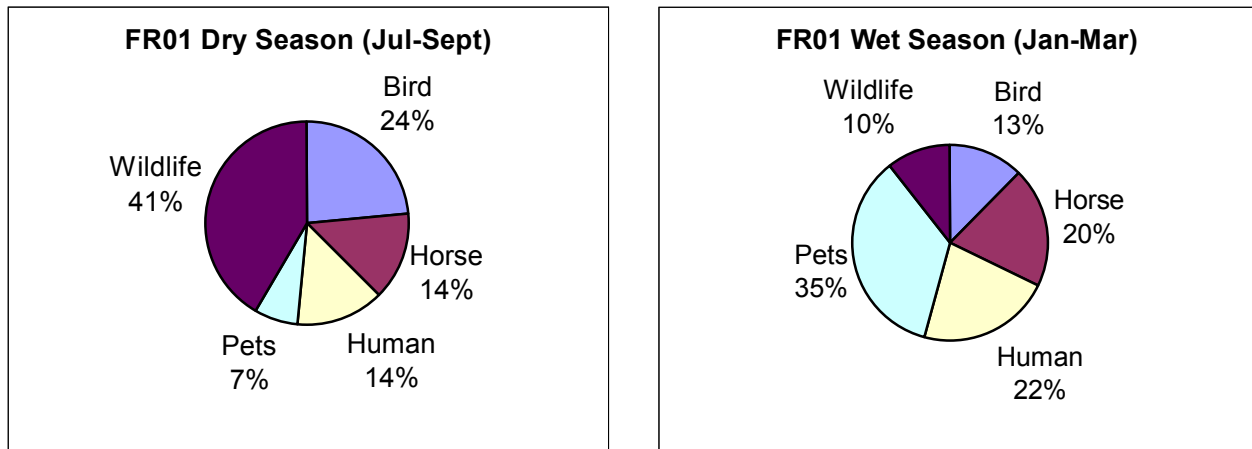 FR01 Dry Season (Jul-Sept)
Bird
24%
Wildlife
41%
Horse
14%
Pets
7%
Human
14%
FR01 Wet Season (Jan-Mar)
Wildlife
10%
Bird
13%
Horse
20%
Pets
35%
Human
22%